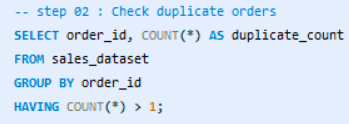 -- step 02 : Check duplicate orders
SELECT order_id, COUNT(*) AS duplicate_count
FROM sales_dataset
GROUP BY order_id
HAVING COUNT(*) > 1;